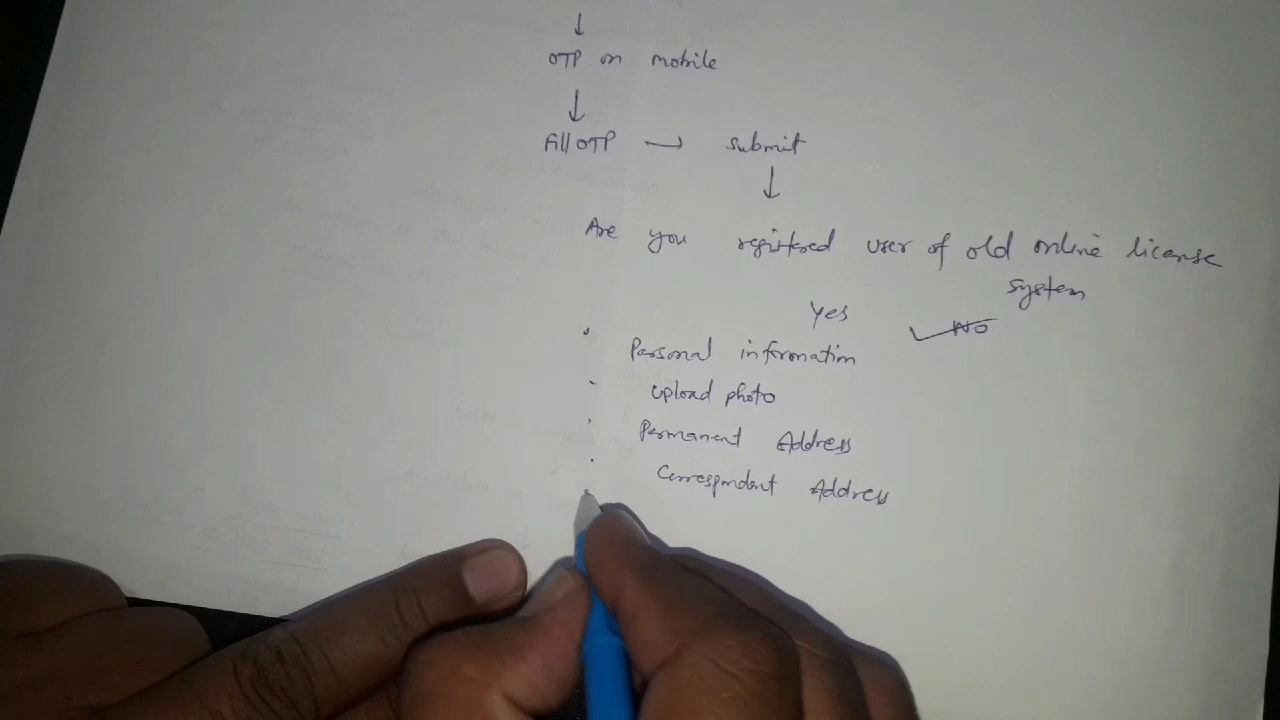 ↓
OTP on mobile
↓
Fill OTP → submit
↓
Are you registered user of old online license
system
Yes ✓ No
• Personal information
• Upload photo
• Permanent Address
• Correspondent Address